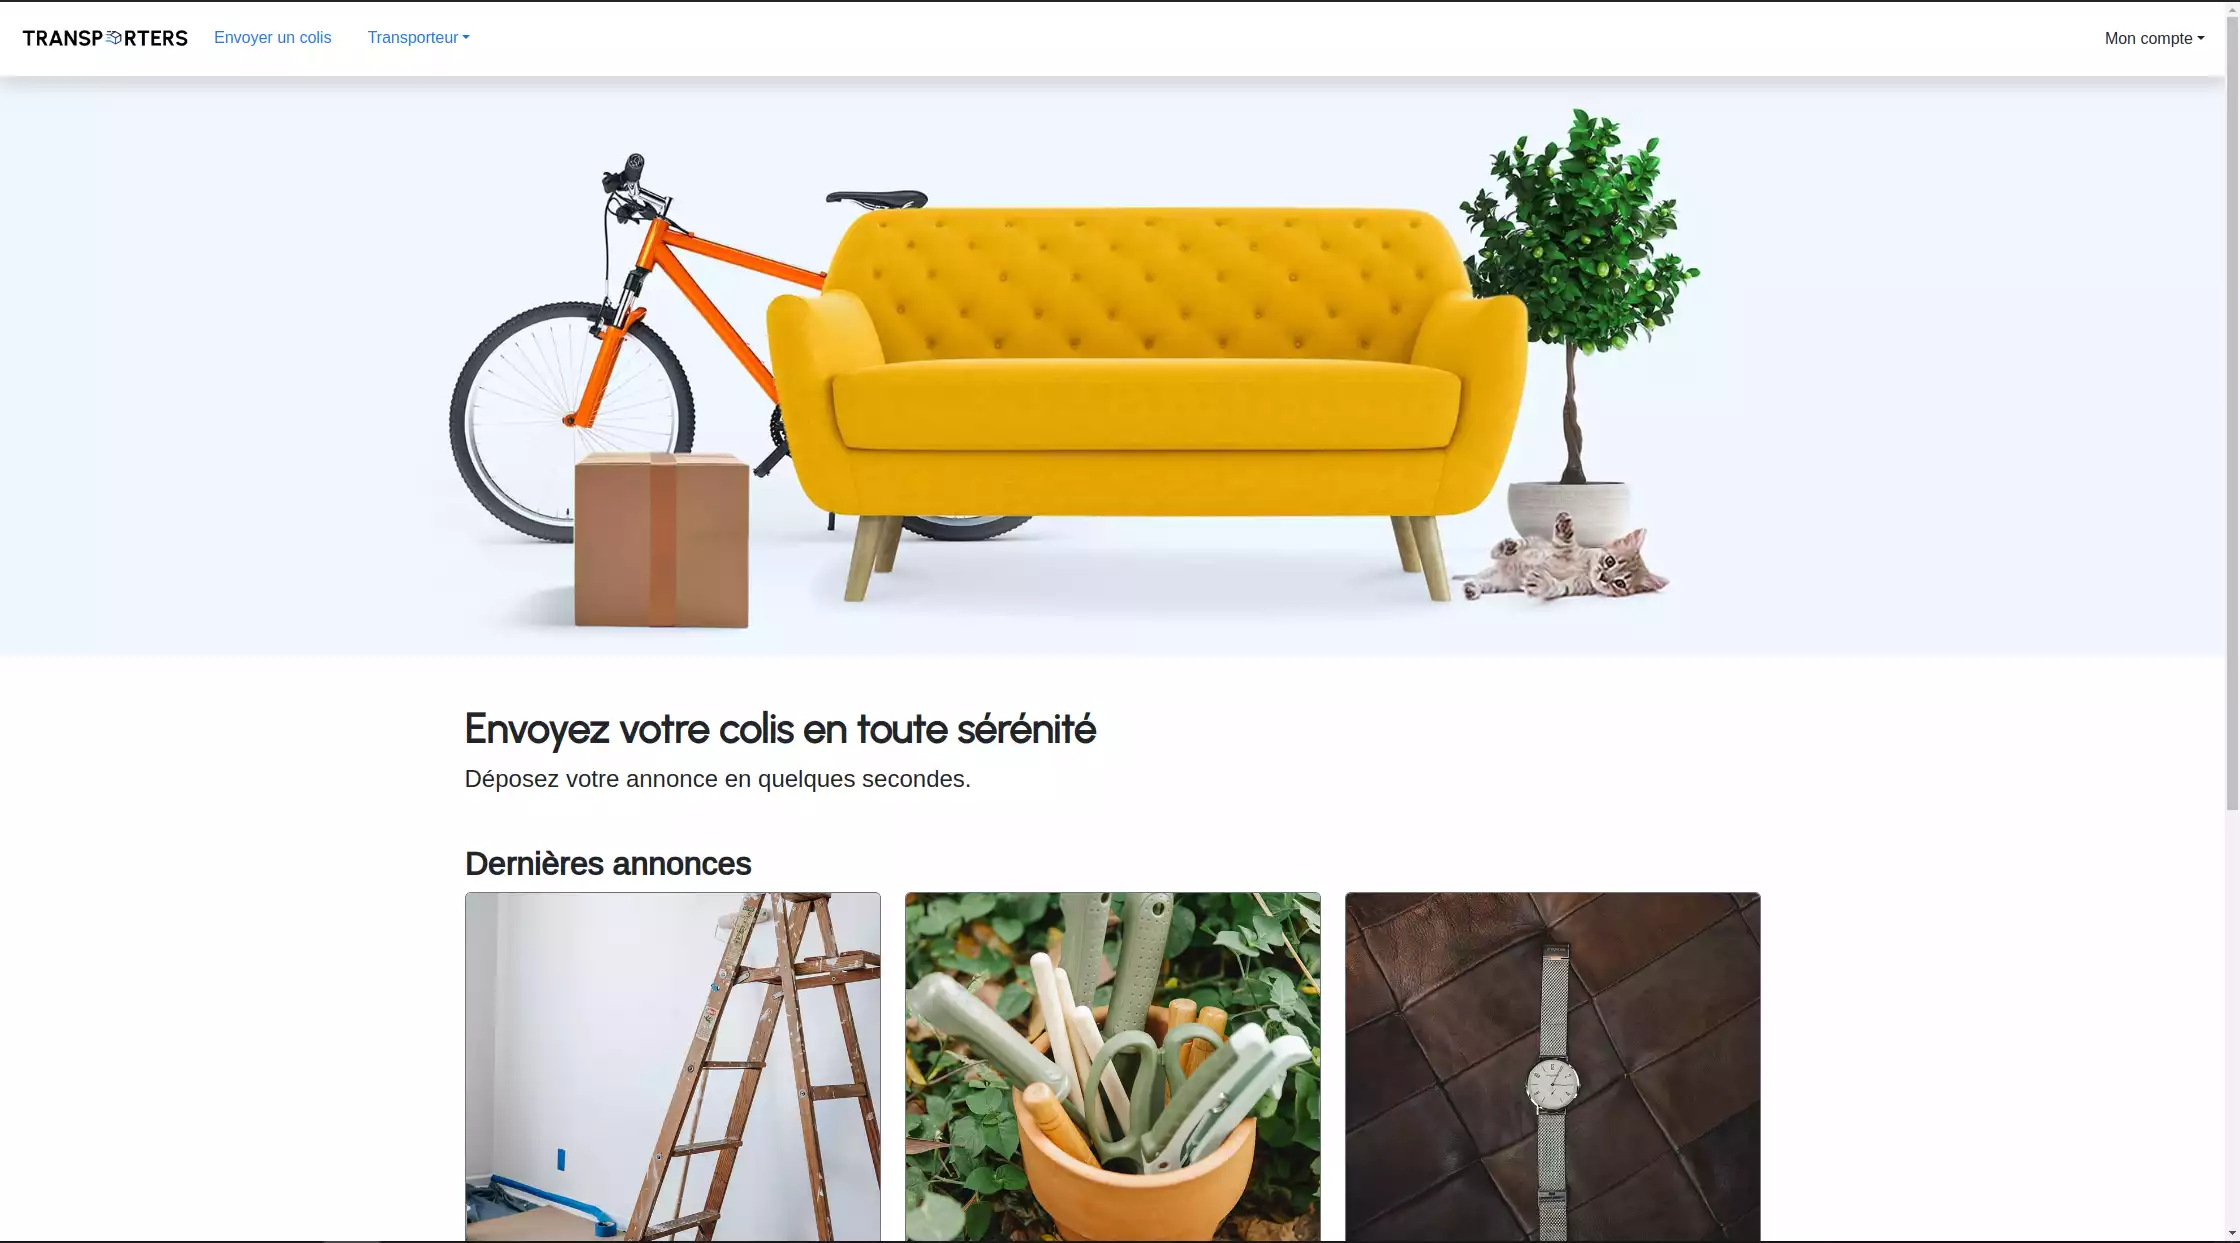 TRANSPORTERS
Envoyer un colis
Transporteur
Mon compte
Envoyez votre colis en toute sérénité
Déposez votre annonce en quelques secondes.
Dernières annonces